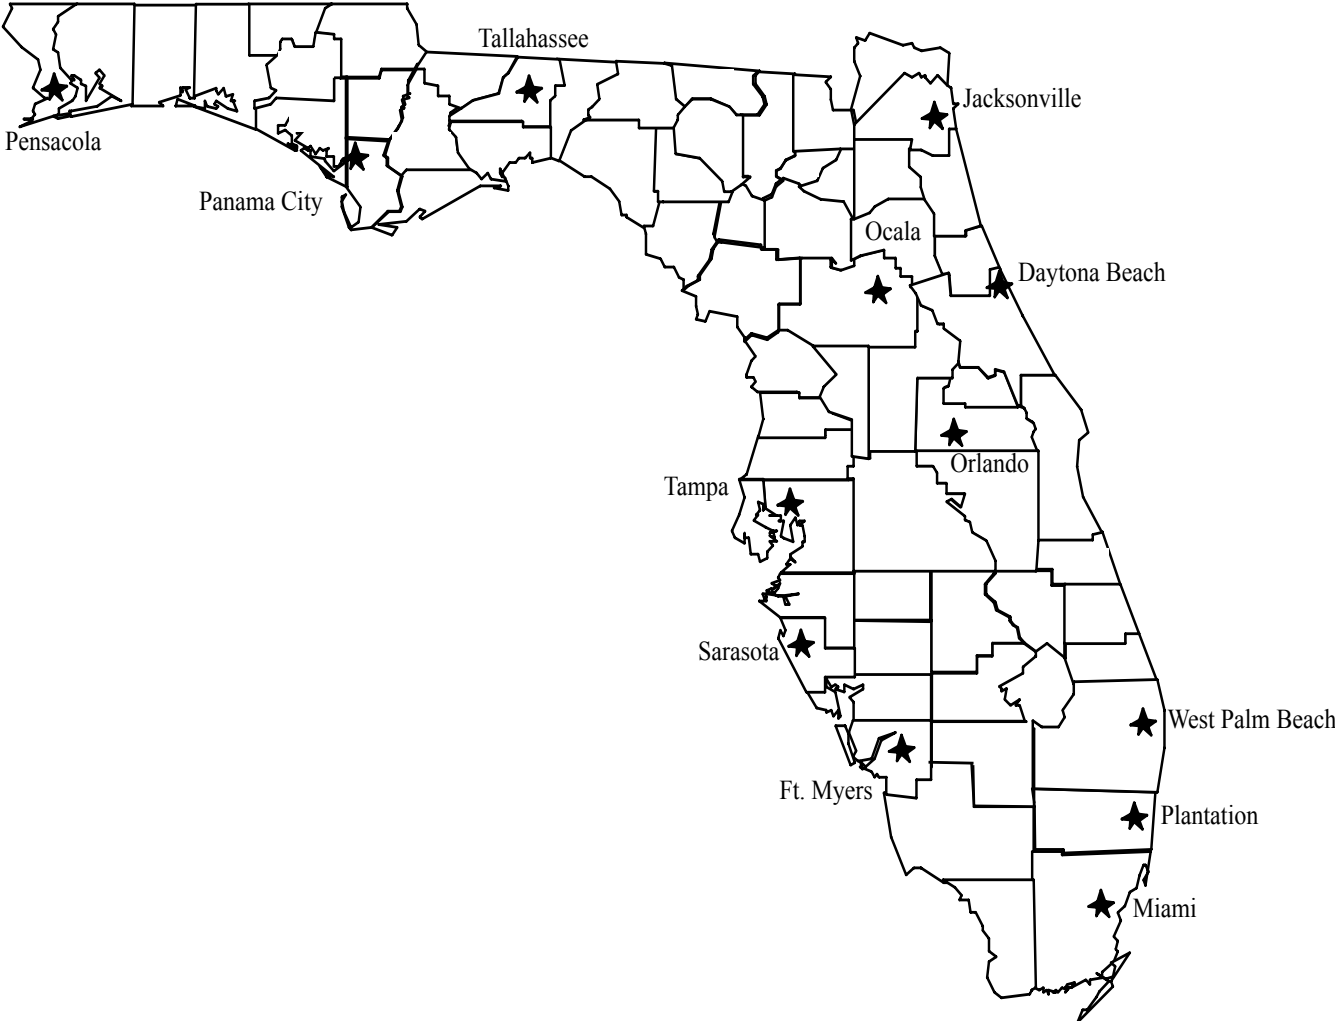 Tallahassee
Jacksonville
Pensacola
Panama City
Ocala
Daytona Beach
Orlando
Tampa
Sarasota
West Palm Beach
Ft. Myers
Plantation
Miami